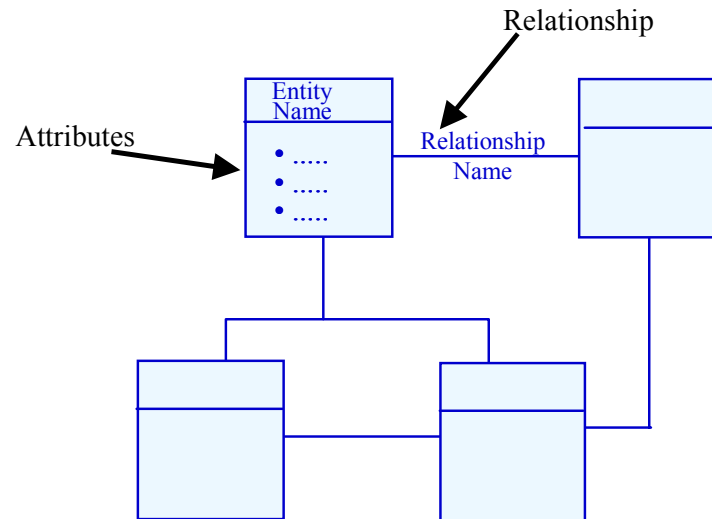 Relationship
Entity
Name
Attributes
Relationship
Name
• .....
• .....
• .....